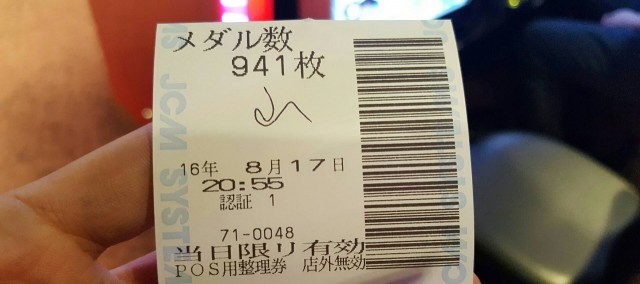 メダル数
941枚
16年 8月17日
20:55
認証 1
71-0048
当日限り有効
POS用整理券 店外無効
JCM SYSTEM